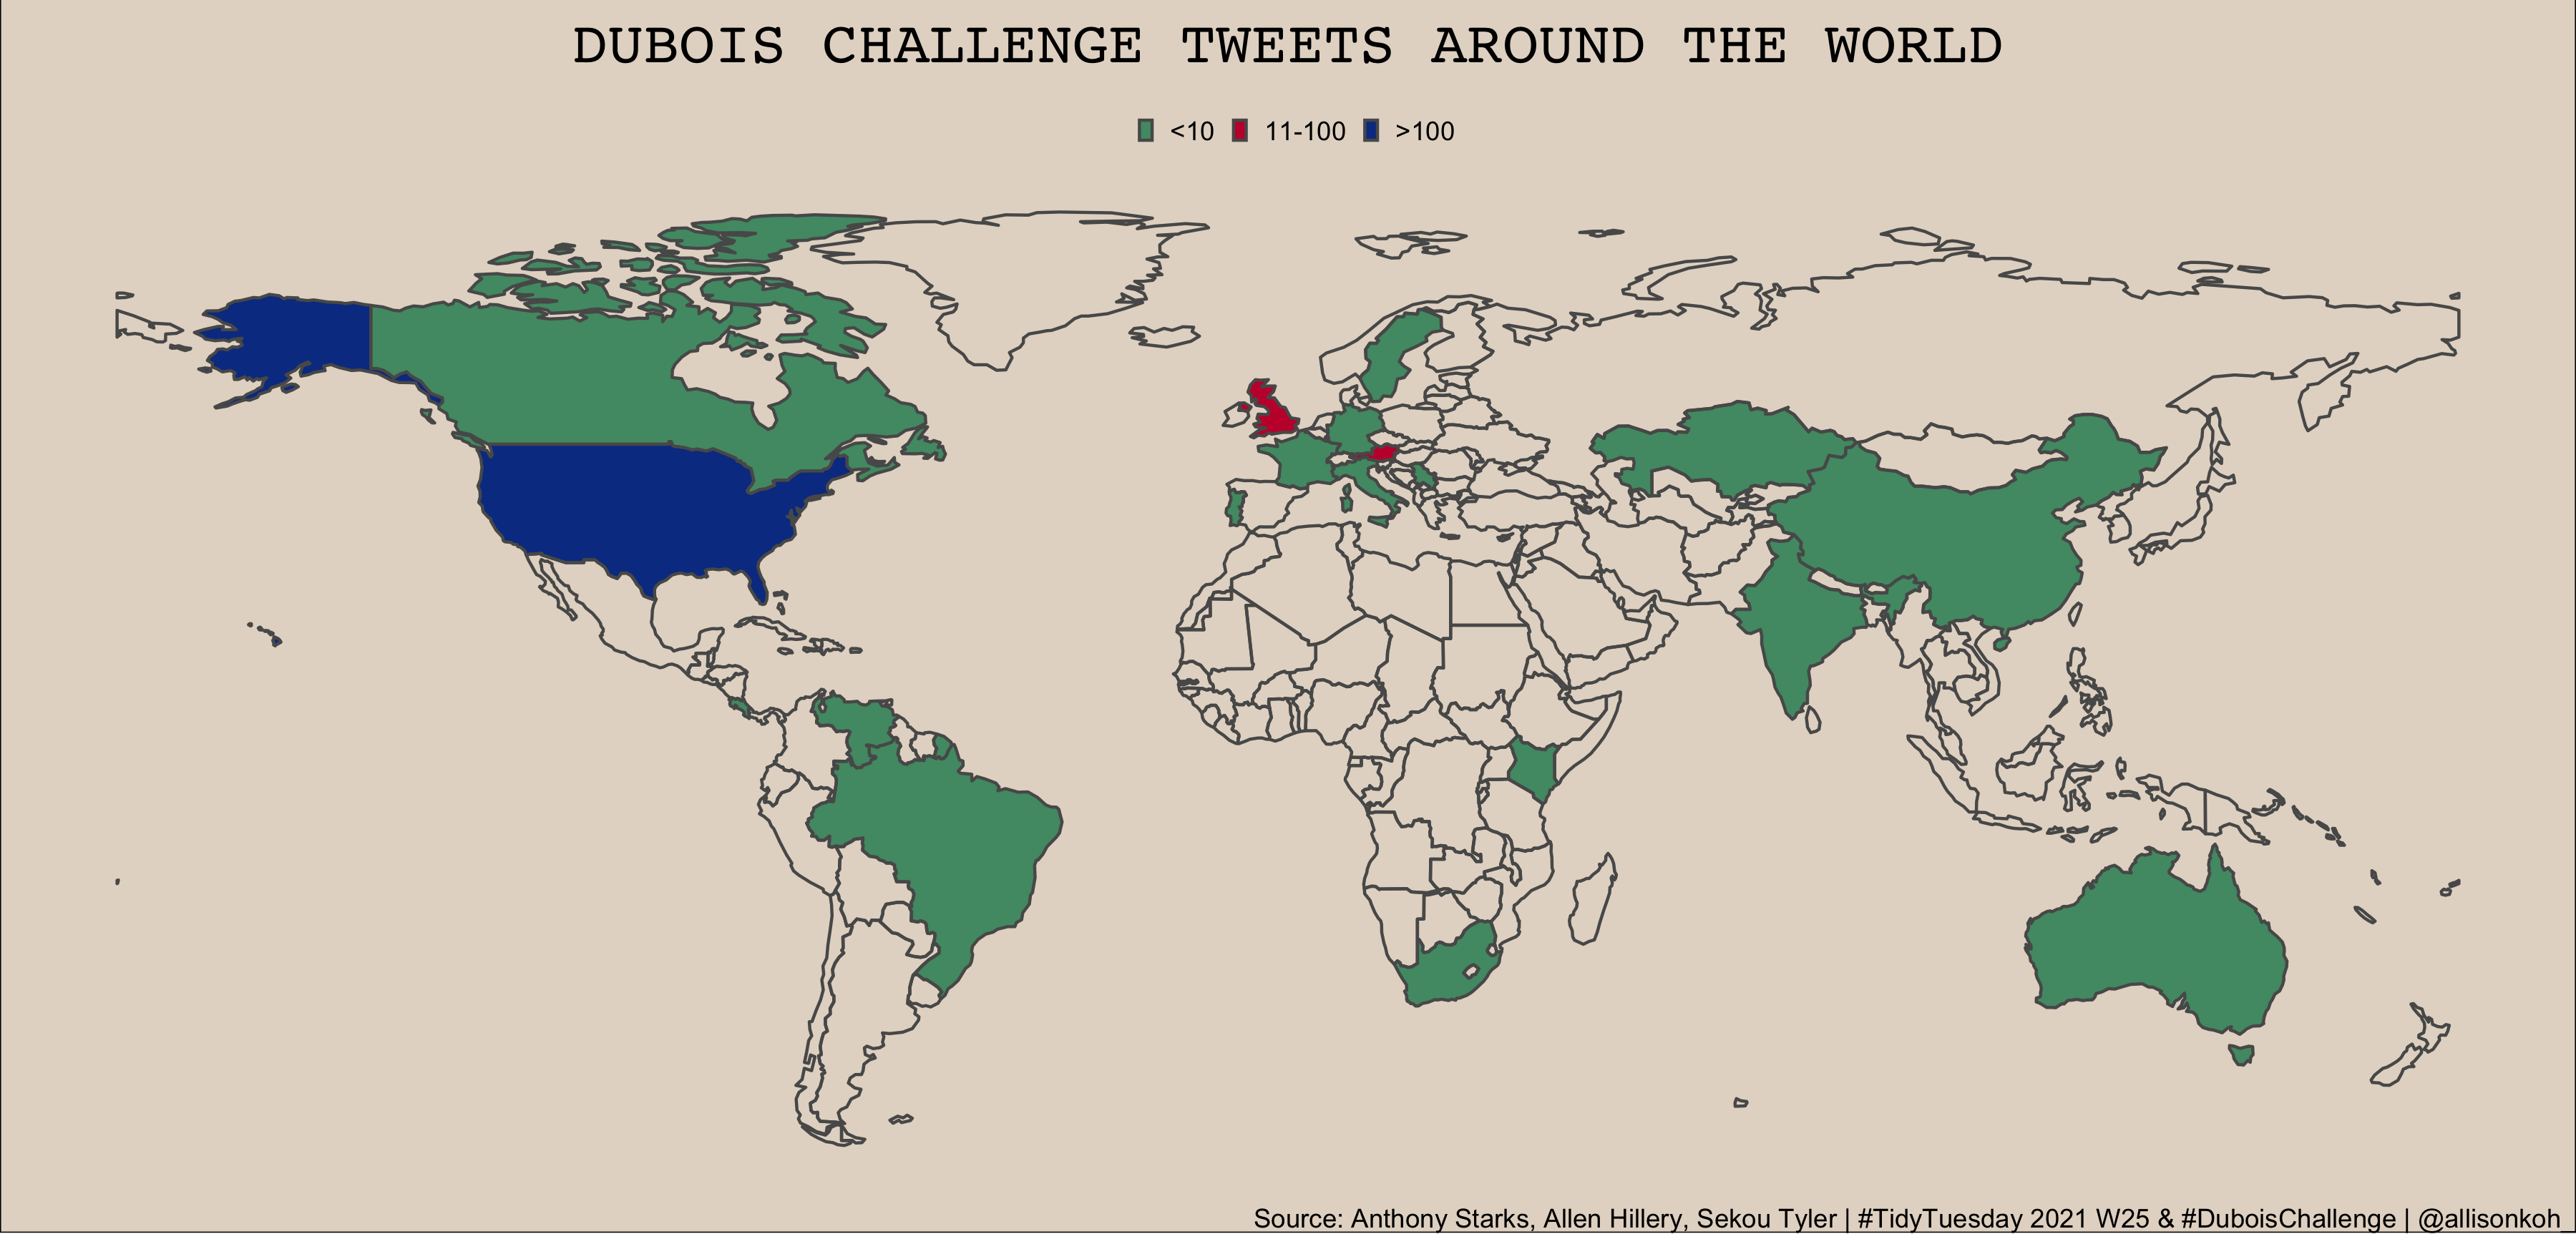 DUBOIS CHALLENGE TWEETS AROUND THE WORLD
<10 11-100 >100
Source: Anthony Starks, Allen Hillery, Sekou Tyler | #TidyTuesday 2021 W25 & #DuboisChallenge | @allisonkoh_